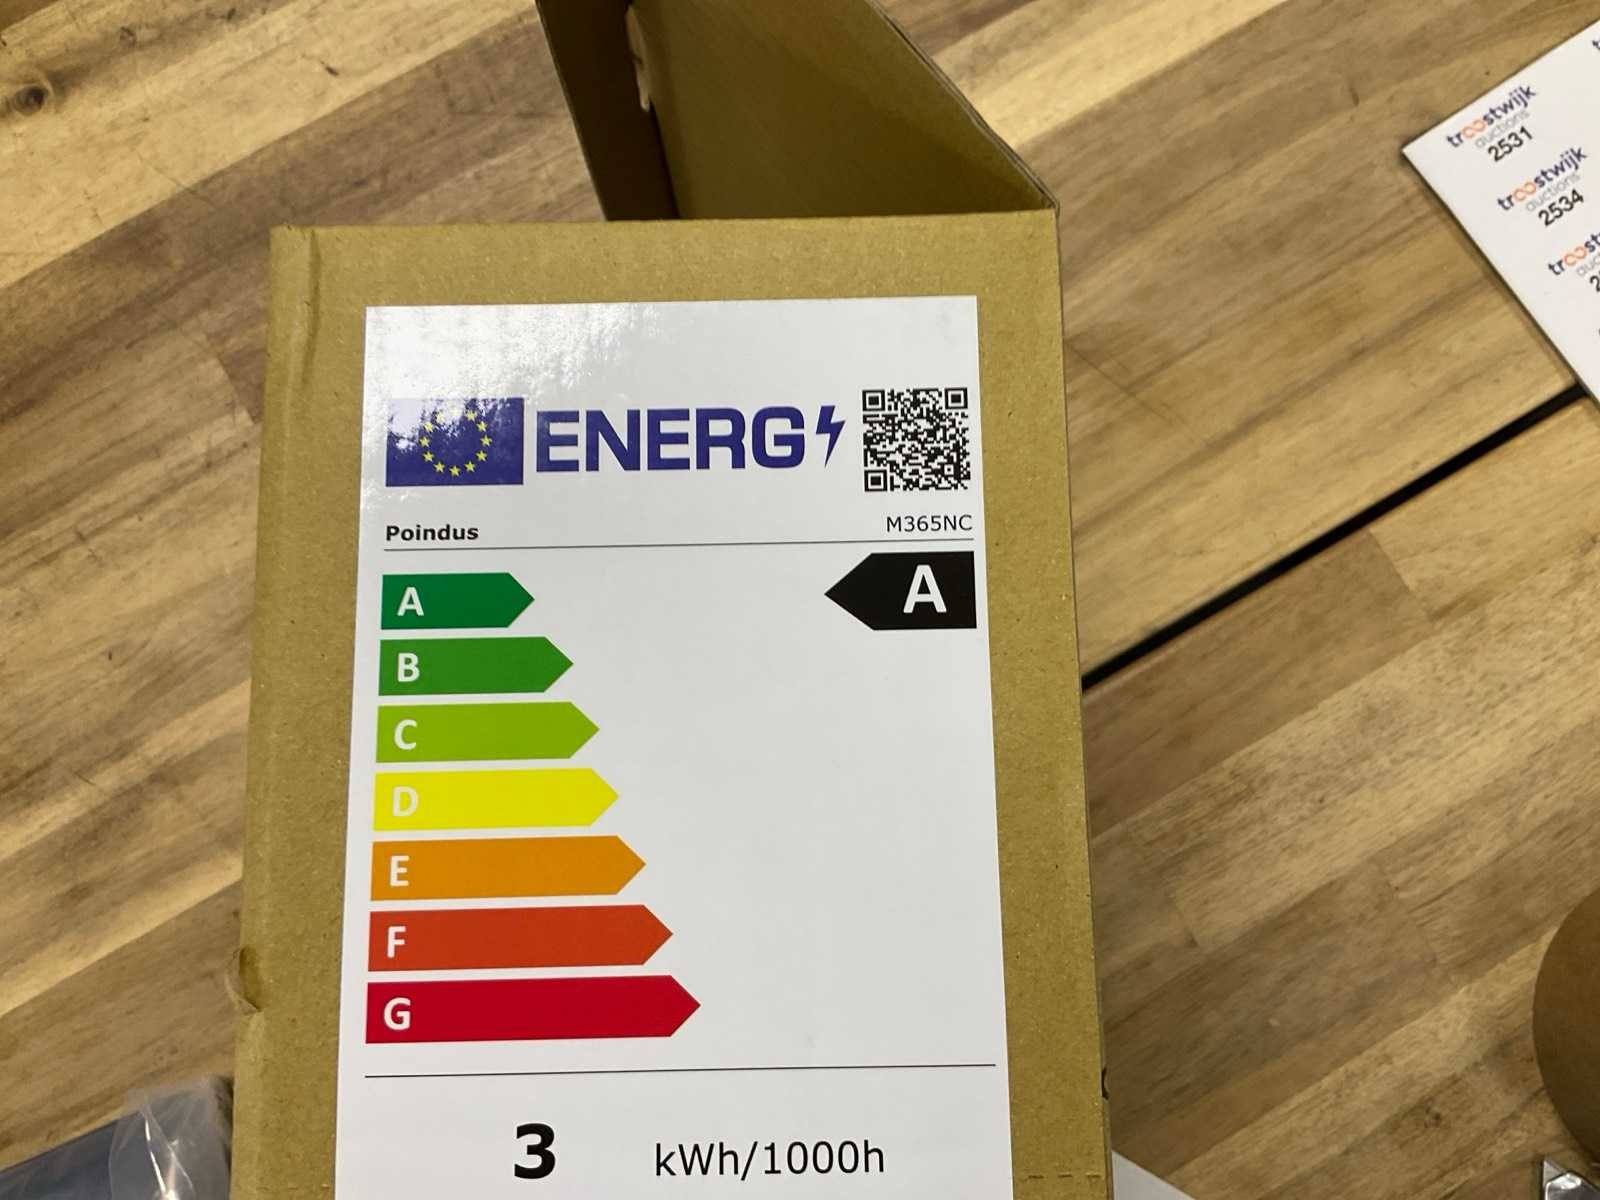 troostwijk
auctions
2531
troostwijk
auctions
2534
ENERG
Poindus
M365NC
A
A
B
C
D
E
F
G
3 kWh/1000h